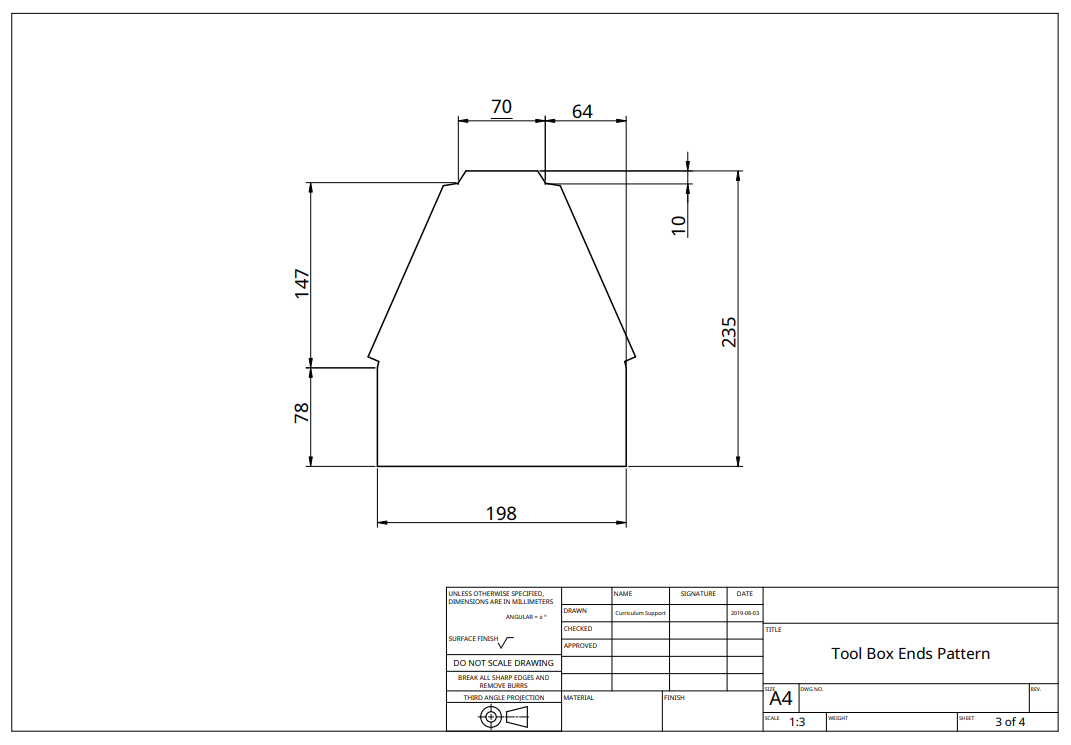 70
64
10
147
235
78
198
UNLESS OTHERWISE SPECIFIED,
DIMENSIONS ARE IN MILLIMETERS
ANGULAR = ± °
SURFACE FINISH
DO NOT SCALE DRAWING
BREAK ALL SHARP EDGES AND
REMOVE BURRS
THIRD ANGLE PROJECTION
NAME SIGNATURE DATE
DRAWN Curriculum Support 2019-06-03
CHECKED
APPROVED
MATERIAL FINISH
TITLE
Tool Box Ends Pattern
SIZE A4 DWG NO. REV.
SCALE 1:3 WEIGHT SHEET 3 of 4